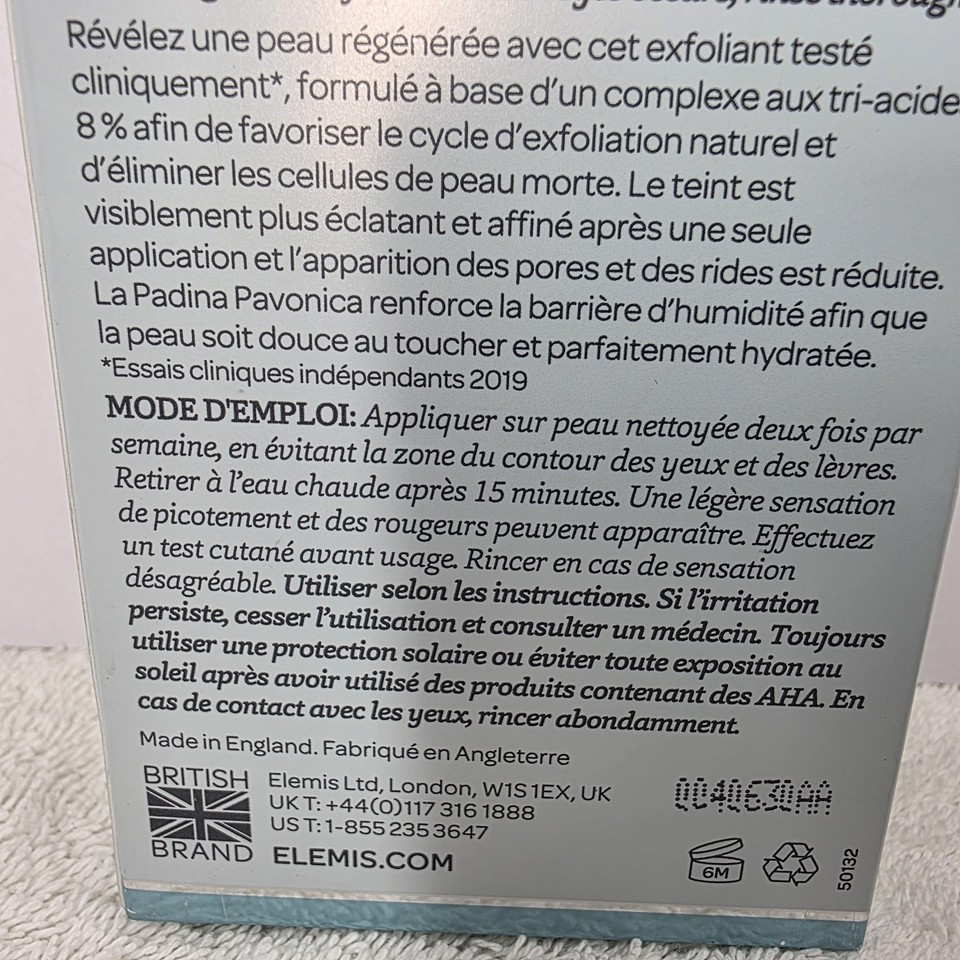 Révélez une peau régénérée avec cet exfoliant testé
cliniquement*, formulé à base d'un complexe aux tri-acide
8 % afin de favoriser le cycle d'exfoliation naturel et
d'éliminer les cellules de peau morte. Le teint est
visiblement plus éclatant et affiné après une seule
application et l'apparition des pores et des rides est réduite.
La Padina Pavonica renforce la barrière d'humidité afin que
la peau soit douce au toucher et parfaitement hydratée.
*Essais cliniques indépendants 2019
MODE D'EMPLOI: Appliquer sur peau nettoyée deux fois par
semaine, en évitant la zone du contour des yeux et des lèvres.
Retirer à l'eau chaude après 15 minutes. Une légère sensation
de picotement et des rougeurs peuvent apparaître. Effectuez
un test cutané avant usage. Rincer en cas de sensation
désagréable. Utiliser selon les instructions. Si l'irritation
persiste, cesser l'utilisation et consulter un médecin. Toujours
utiliser une protection solaire ou éviter toute exposition au
soleil après avoir utilisé des produits contenant des AHA. En
cas de contact avec les yeux, rincer abondamment.
Made in England. Fabriqué en Angleterre
BRITISH
BRAND
Elemis Ltd, London, W1S 1EX, UK
UK T: +44(0)117 316 1888
US T: 1-855 235 3647
ELEMIS.COM
6M
50132